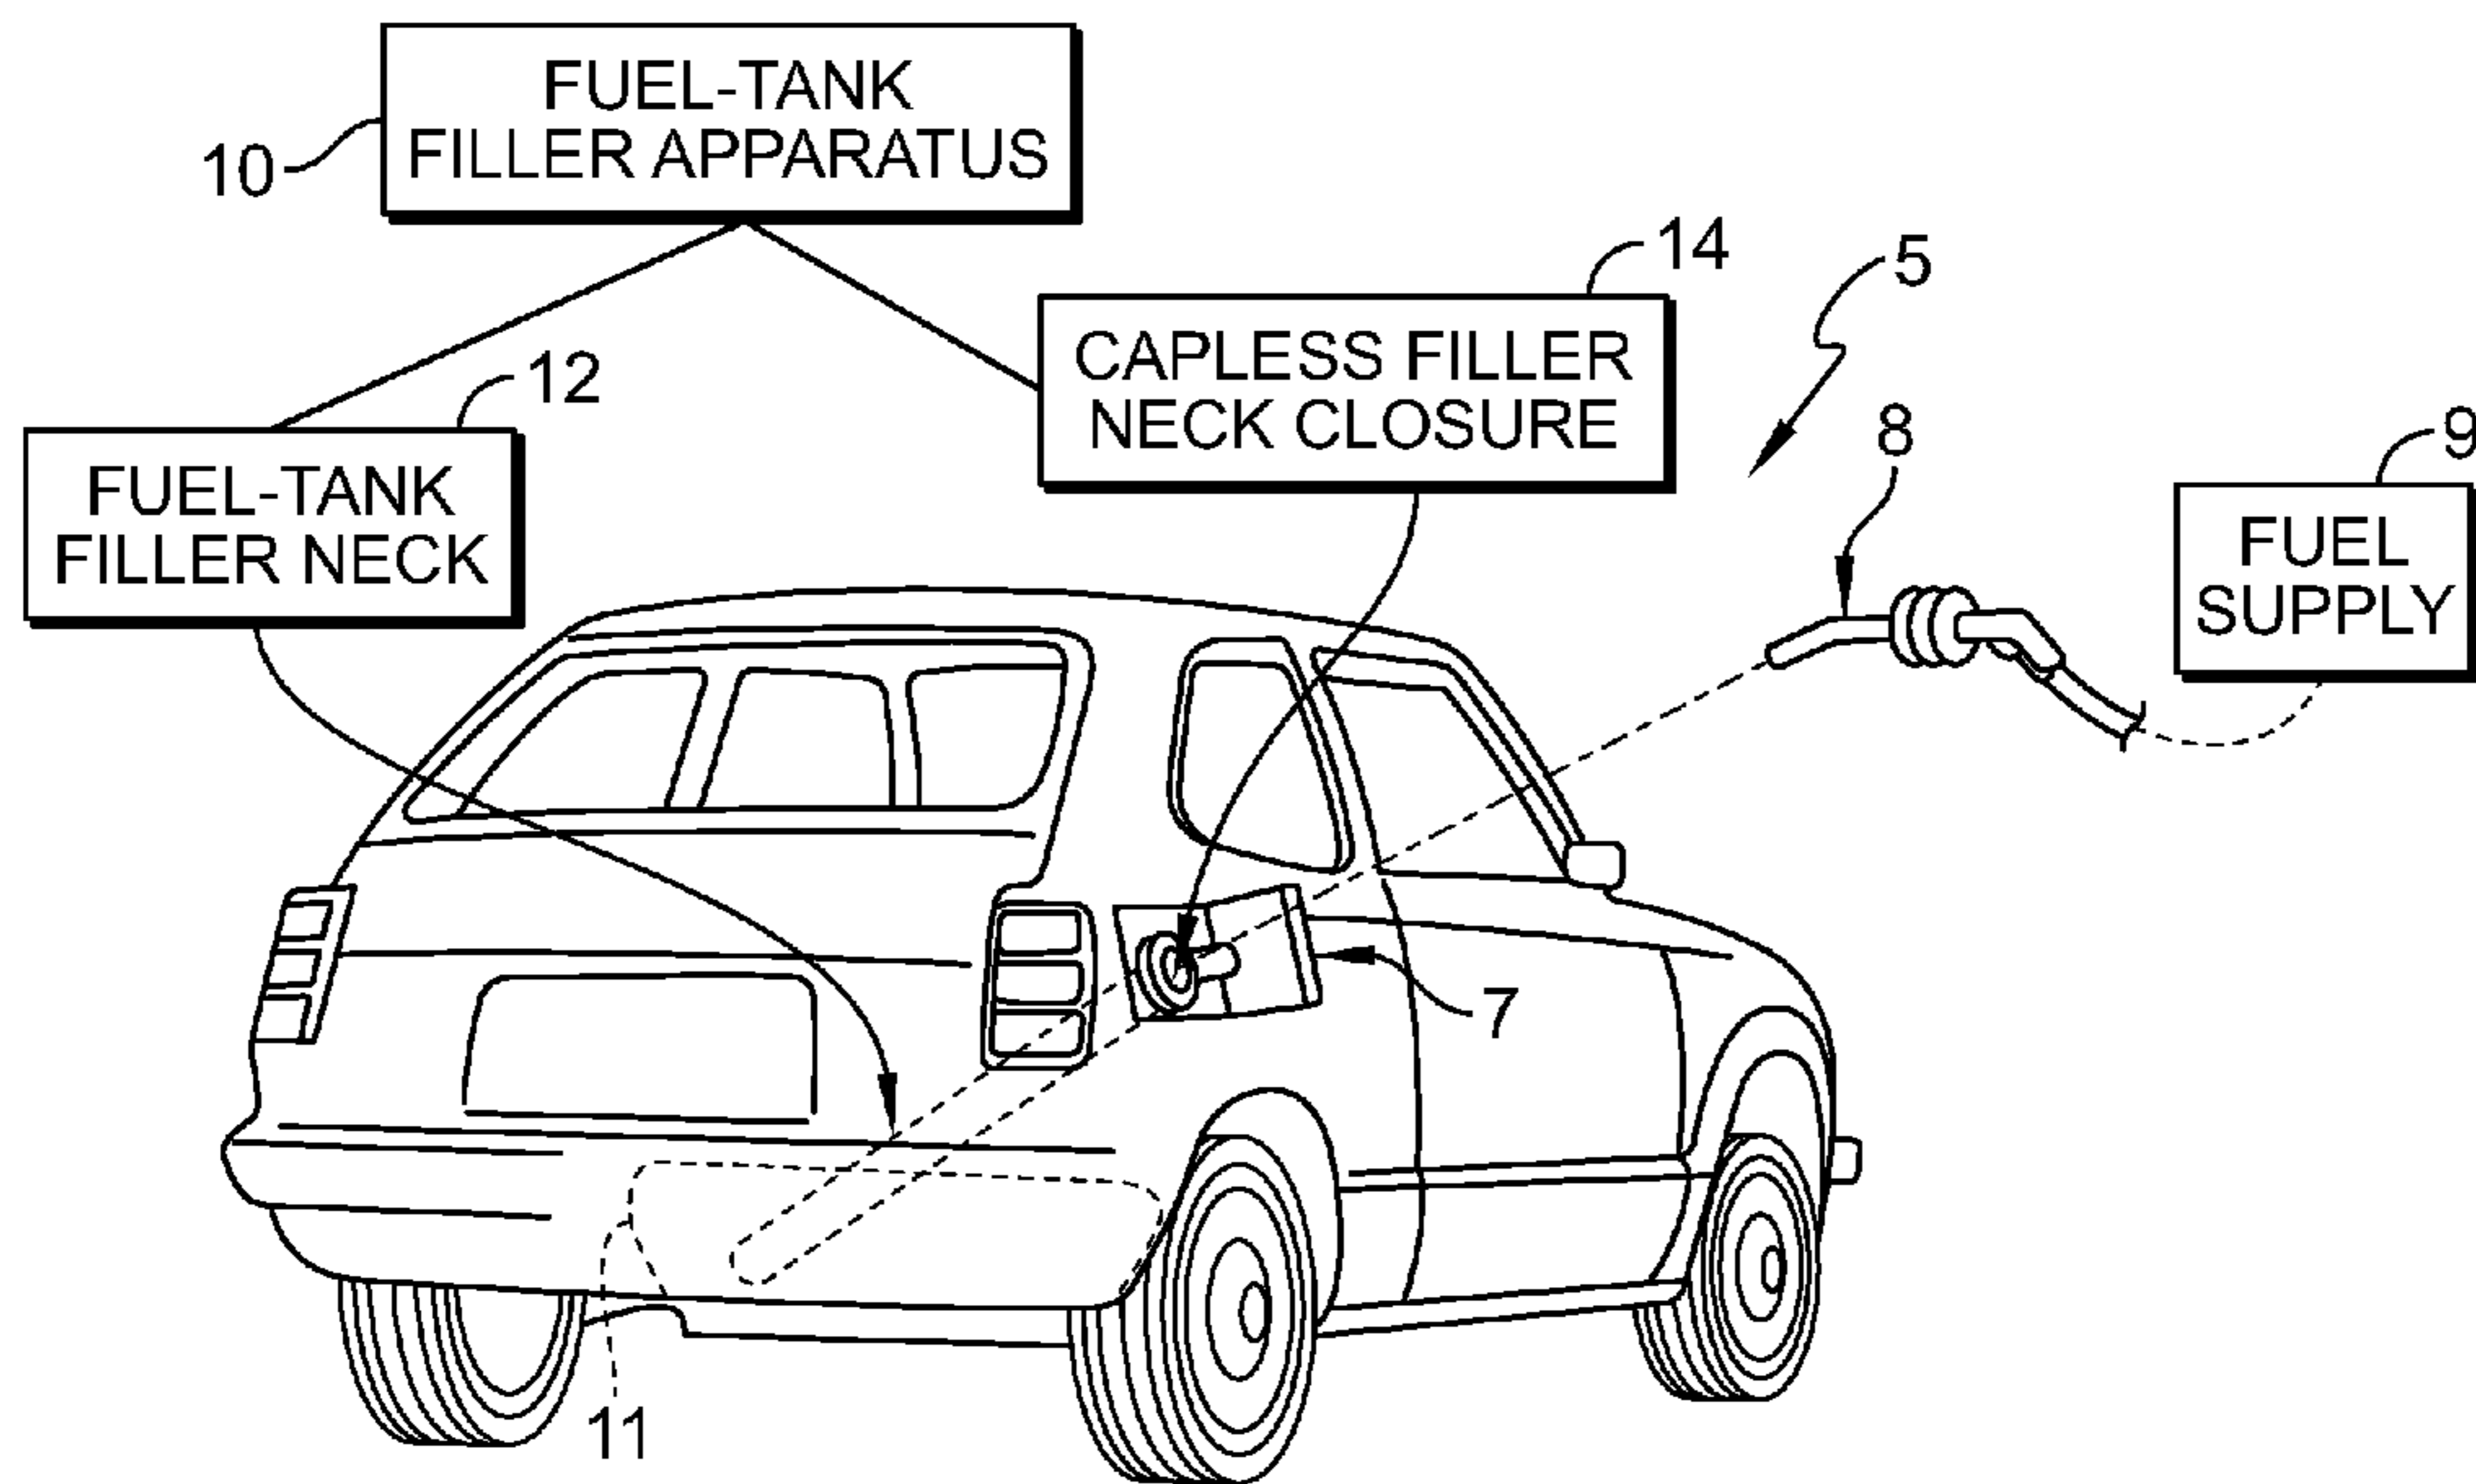 FUEL-TANK
FILLER APPARATUS
10
14
5
CAPLESS FILLER
NECK CLOSURE
12
8
9
FUEL-TANK
FILLER NECK
FUEL
SUPPLY
7
11